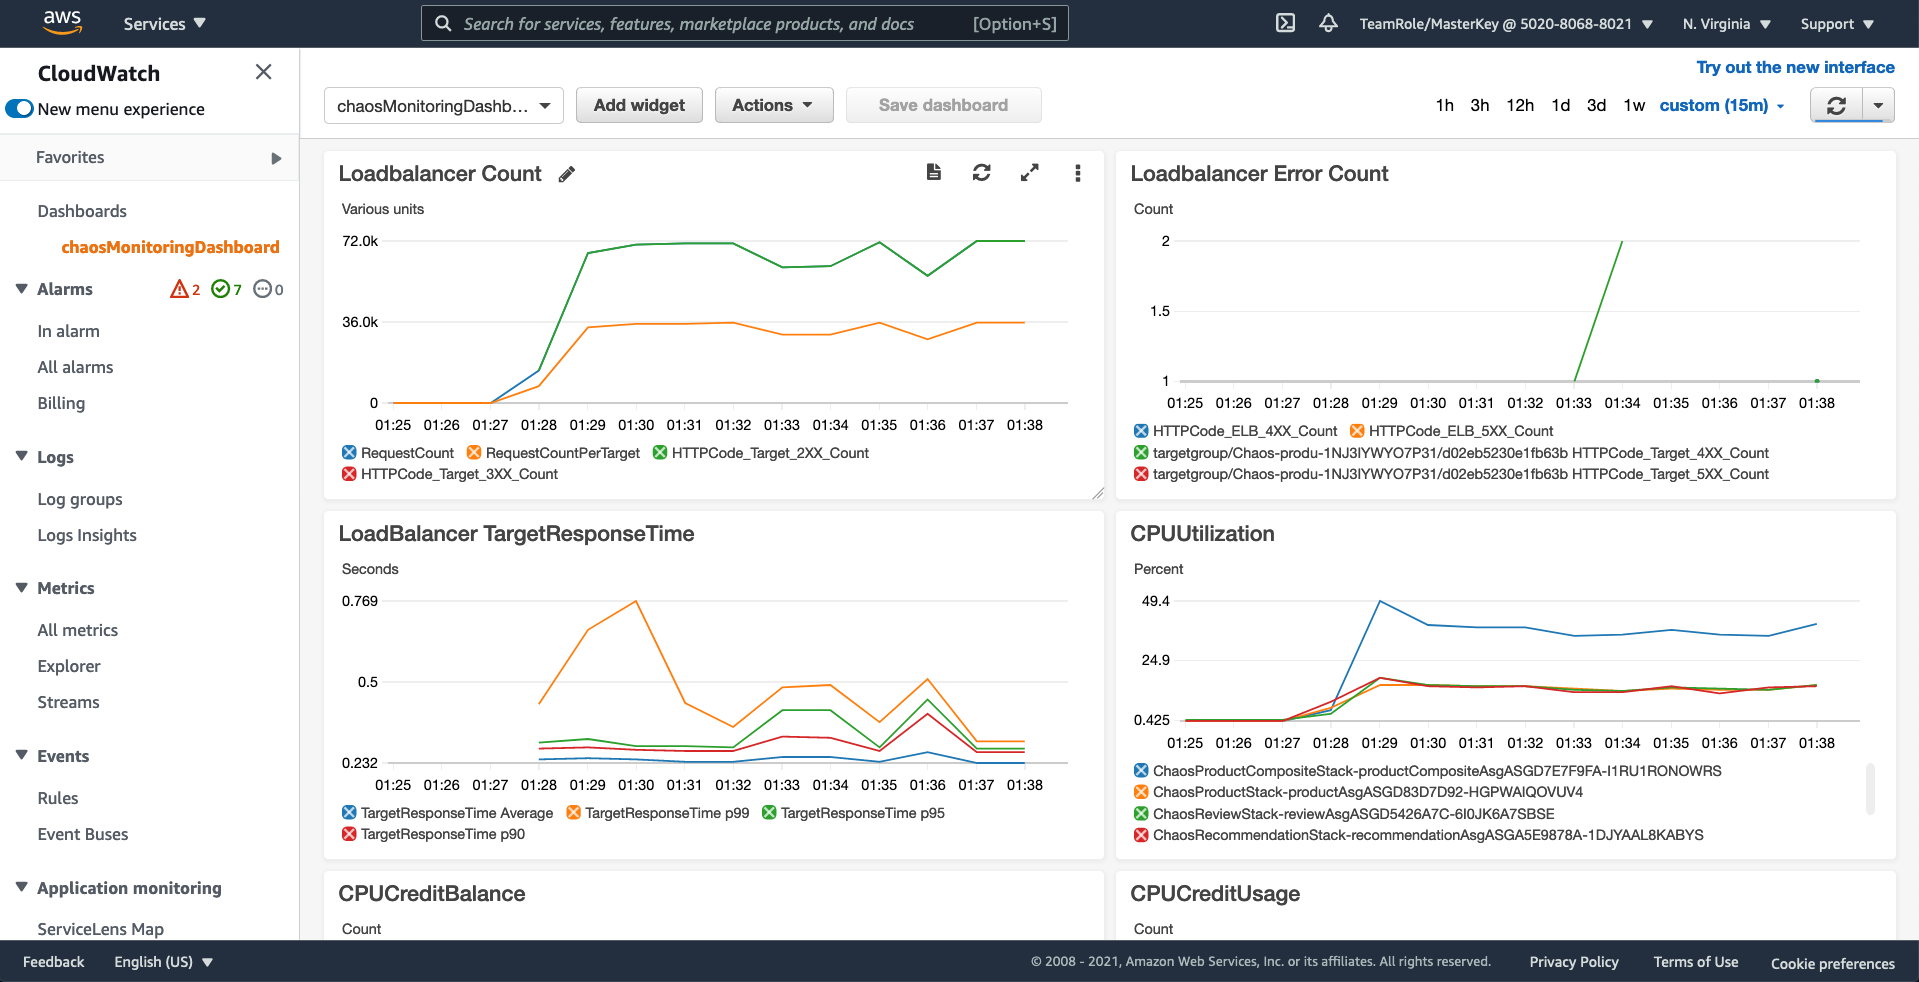 aws
Services
Search for services, features, marketplace products, and docs [Option+S]
TeamRole/MasterKey @ 5020-8068-8021
N. Virginia
Support
CloudWatch
New menu experience
Favorites
Dashboards
chaosMonitoringDashboard
Alarms 2 7 0
In alarm
All alarms
Billing
Logs
Log groups
Logs Insights
Metrics
All metrics
Explorer
Streams
Events
Rules
Event Buses
Application monitoring
ServiceLens Map
Try out the new interface
chaosMonitoringDashb...
Add widget
Actions
Save dashboard
1h 3h 12h 1d 3d 1w custom (15m)
Loadbalancer Count
Various units
72.0k
36.0k
0
01:25 01:26 01:27 01:28 01:29 01:30 01:31 01:32 01:33 01:34 01:35 01:36 01:37 01:38
RequestCount RequestCountPerTarget HTTPCode_Target_2XX_Count
HTTPCode_Target_3XX_Count
Loadbalancer Error Count
Count
2
1.5
1
01:25 01:26 01:27 01:28 01:29 01:30 01:31 01:32 01:33 01:34 01:35 01:36 01:37 01:38
HTTPCode_ELB_4XX_Count HTTPCode_ELB_5XX_Count
targetgroup/Chaos-produ-1NJ3IYWYO7P31/d02eb5230e1fb63b HTTPCode_Target_4XX_Count
targetgroup/Chaos-produ-1NJ3IYWYO7P31/d02eb5230e1fb63b HTTPCode_Target_5XX_Count
LoadBalancer TargetResponseTime
Seconds
0.769
0.5
0.232
01:25 01:26 01:27 01:28 01:29 01:30 01:31 01:32 01:33 01:34 01:35 01:36 01:37 01:38
TargetResponseTime Average TargetResponseTime p99 TargetResponseTime p95
TargetResponseTime p90
CPUUtilization
Percent
49.4
24.9
0.425
01:25 01:26 01:27 01:28 01:29 01:30 01:31 01:32 01:33 01:34 01:35 01:36 01:37 01:38
ChaosProductCompositeStack-productCompositeAsgASGD7E7F9FA-I1RU1RONOWRS
ChaosProductStack-productAsgASGD83D7D92-HGPWAIQOVUV4
ChaosReviewStack-reviewAsgASGD5426A7C-6I0JK6A7SBSE
ChaosRecommendationStack-recommendationAsgASGA5E9878A-1DJYAAL8KABYS
CPUCreditBalance
Count
CPUCreditUsage
Count
Feedback
English (US)
© 2008 - 2021, Amazon Web Services, Inc. or its affiliates. All rights reserved.
Privacy Policy
Terms of Use
Cookie preferences